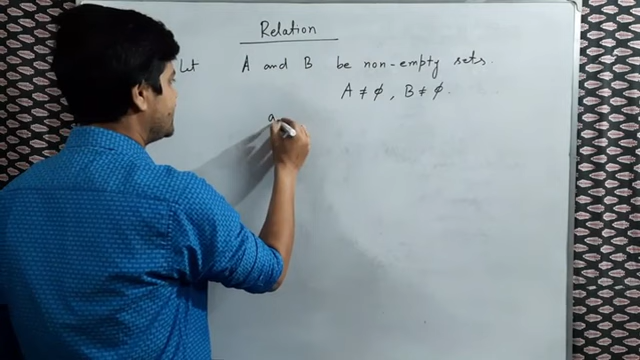 Relation
Let A and B be non-empty sets.
A ≠ ϕ, B ≠ ϕ.
a